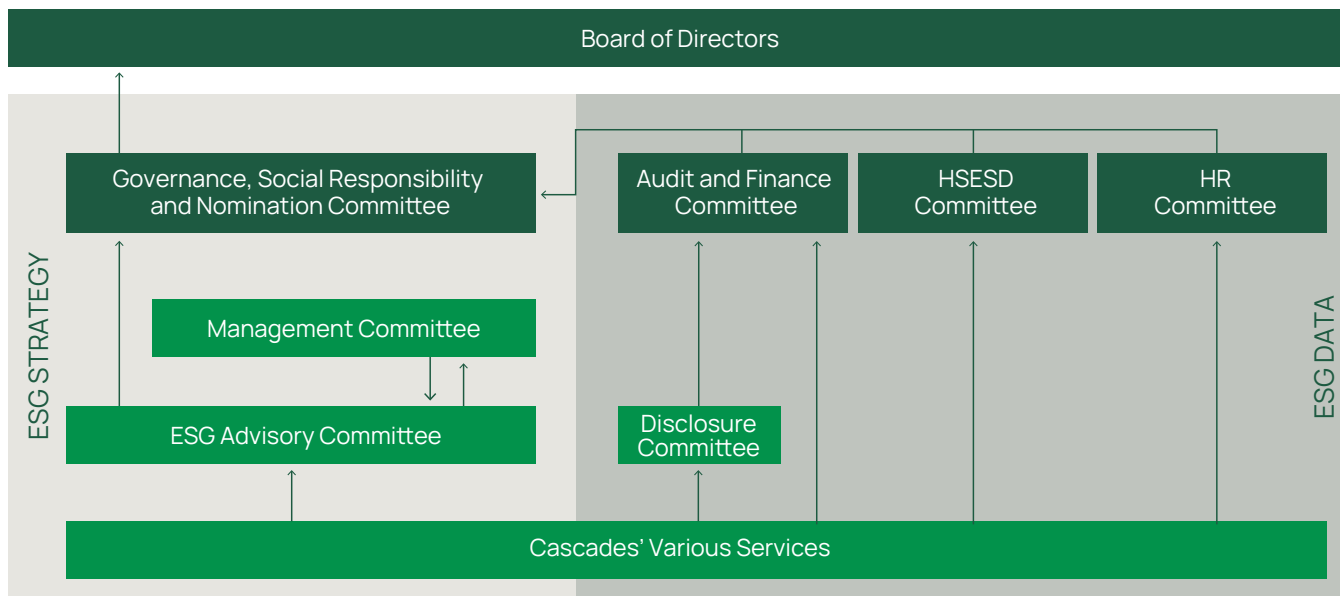 Board of Directors
Governance, Social Responsibility
and Nomination Committee
Audit and Finance
Committee
HSESD
Committee
HR
Committee
ESG STRATEGY
Management Committee
ESG DATA
ESG Advisory Committee
Disclosure
Committee
Cascades’ Various Services